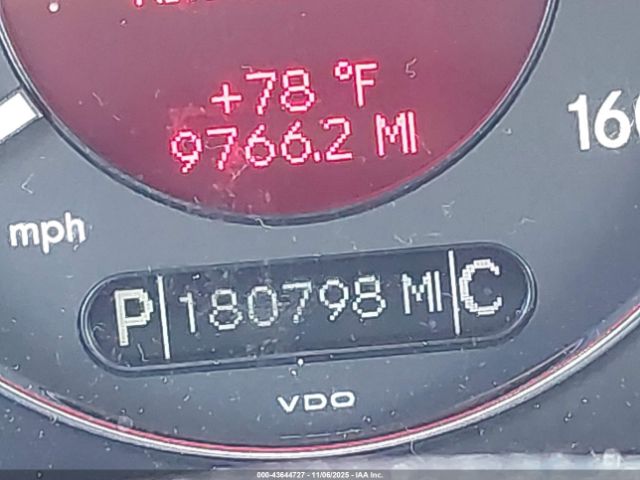 +78 °F
9766.2 MI
160
mph
P 180798 MI C
VDO
000-43644727 - 11/06/2025 - IAA Inc.